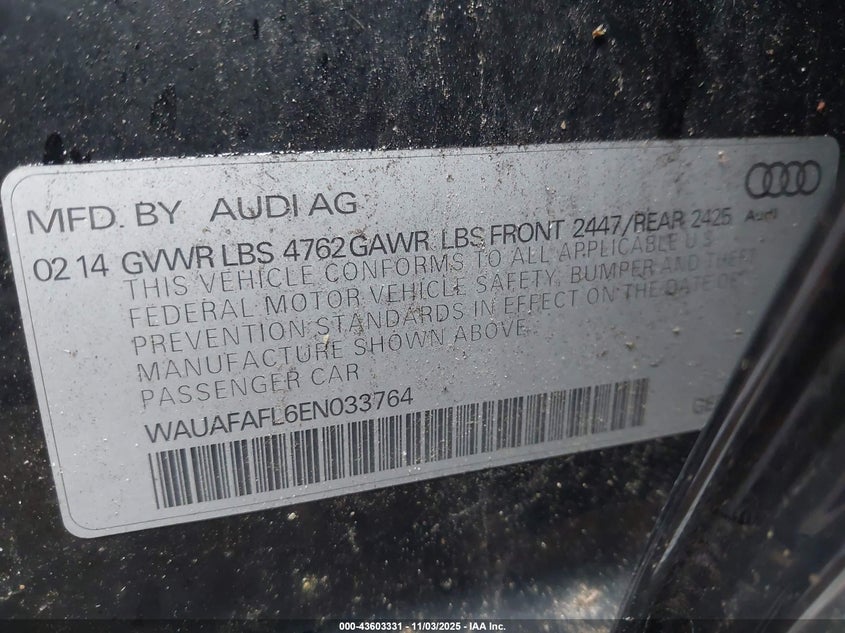 MFD. BY AUDI AG
Audi
02 14 GVWR LBS 4762 GAWR LBS FRONT 2447/REAR 2425
THIS VEHICLE CONFORMS TO ALL APPLICABLE U.S.
FEDERAL MOTOR VEHICLE SAFETY, BUMPER AND THEFT
PREVENTION STANDARDS IN EFFECT ON THE DATE OF
MANUFACTURE SHOWN ABOVE
PASSENGER CAR
WAUAFAFL6EN033764
000-43603331 - 11/03/2025 - IAA Inc.